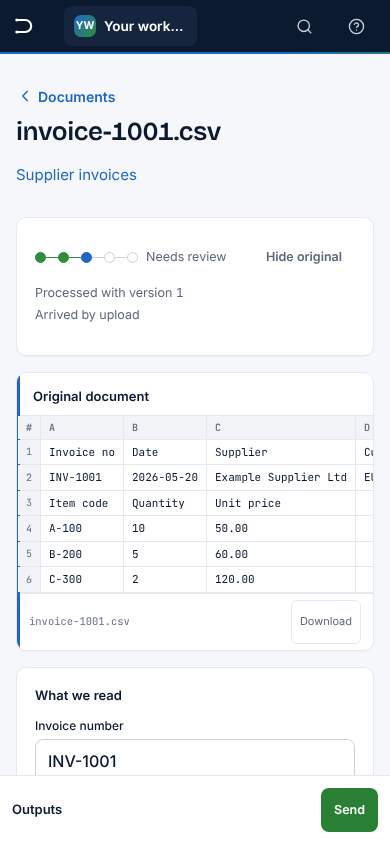 YW Your work...
Documents
invoice-1001.csv
Supplier invoices
Needs review Hide original
Processed with version 1
Arrived by upload
Original document
# A B C D
1 Invoice no Date Supplier
2 INV-1001 2026-05-20 Example Supplier Ltd
3 Item code Quantity Unit price
4 A-100 10 50.00
5 B-200 5 60.00
6 C-300 2 120.00
invoice-1001.csv Download
What we read
Invoice number
INV-1001
Outputs Send